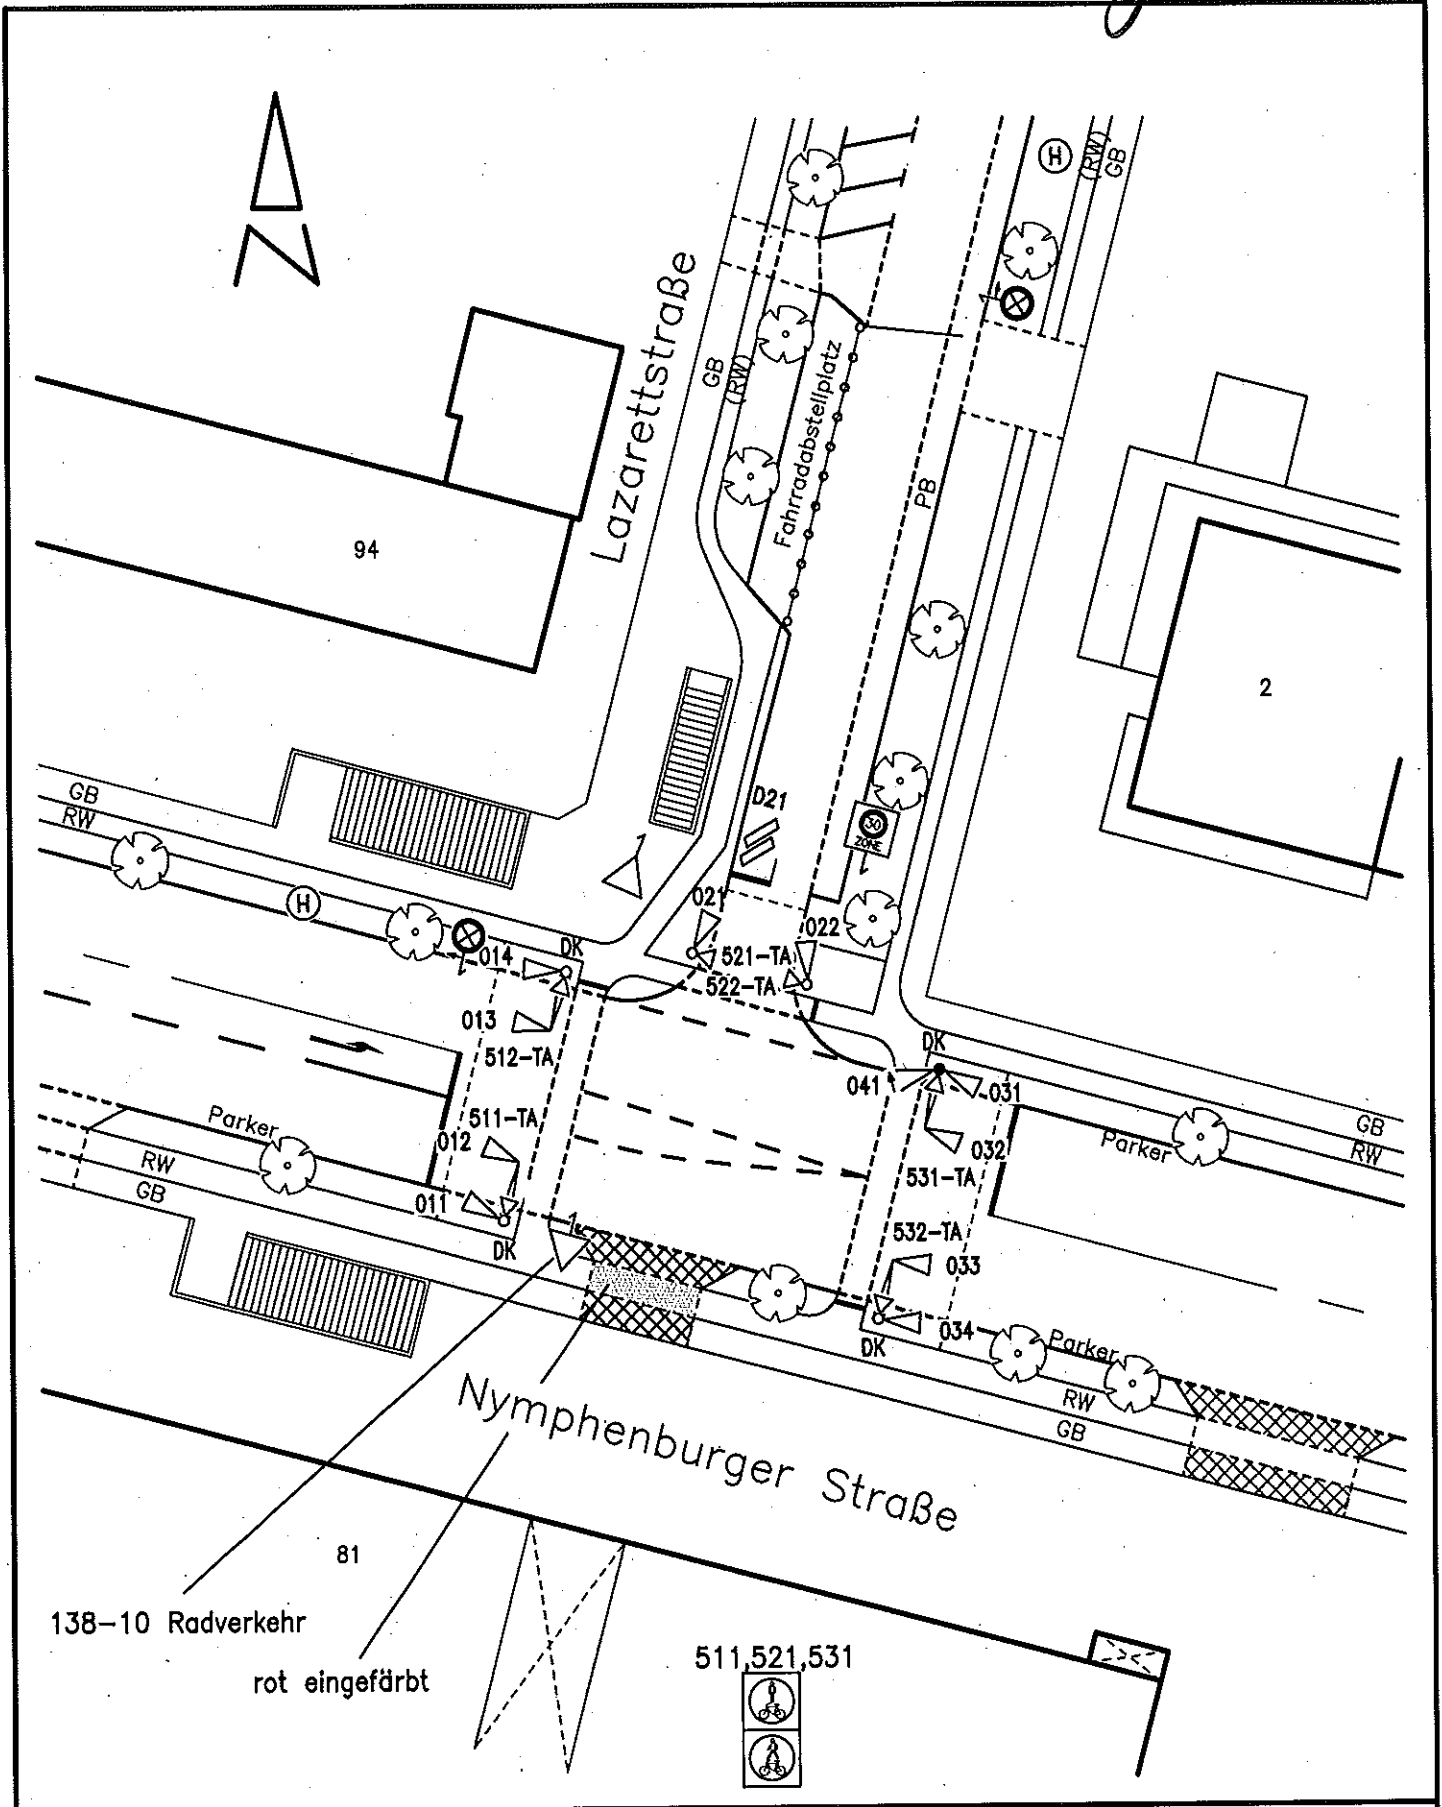 H
(RW)
GB
Lazarettstraße
GB
(RW)
Fahrradabstellplatz
PB
94
2
GB
RW
D21
30
ZONE
H
1
021
022
DK
014
521-TA
522-TA
013
512-TA
DK
041
031
Parker
511-TA
012
032
Parker
GB
RW
RW
531-TA
GB
011
532-TA
1
DK
033
034
DK
Parker
RW
GB
Nymphenburger Straße
81
138-10 Radverkehr
rot eingefärbt
511,521,531